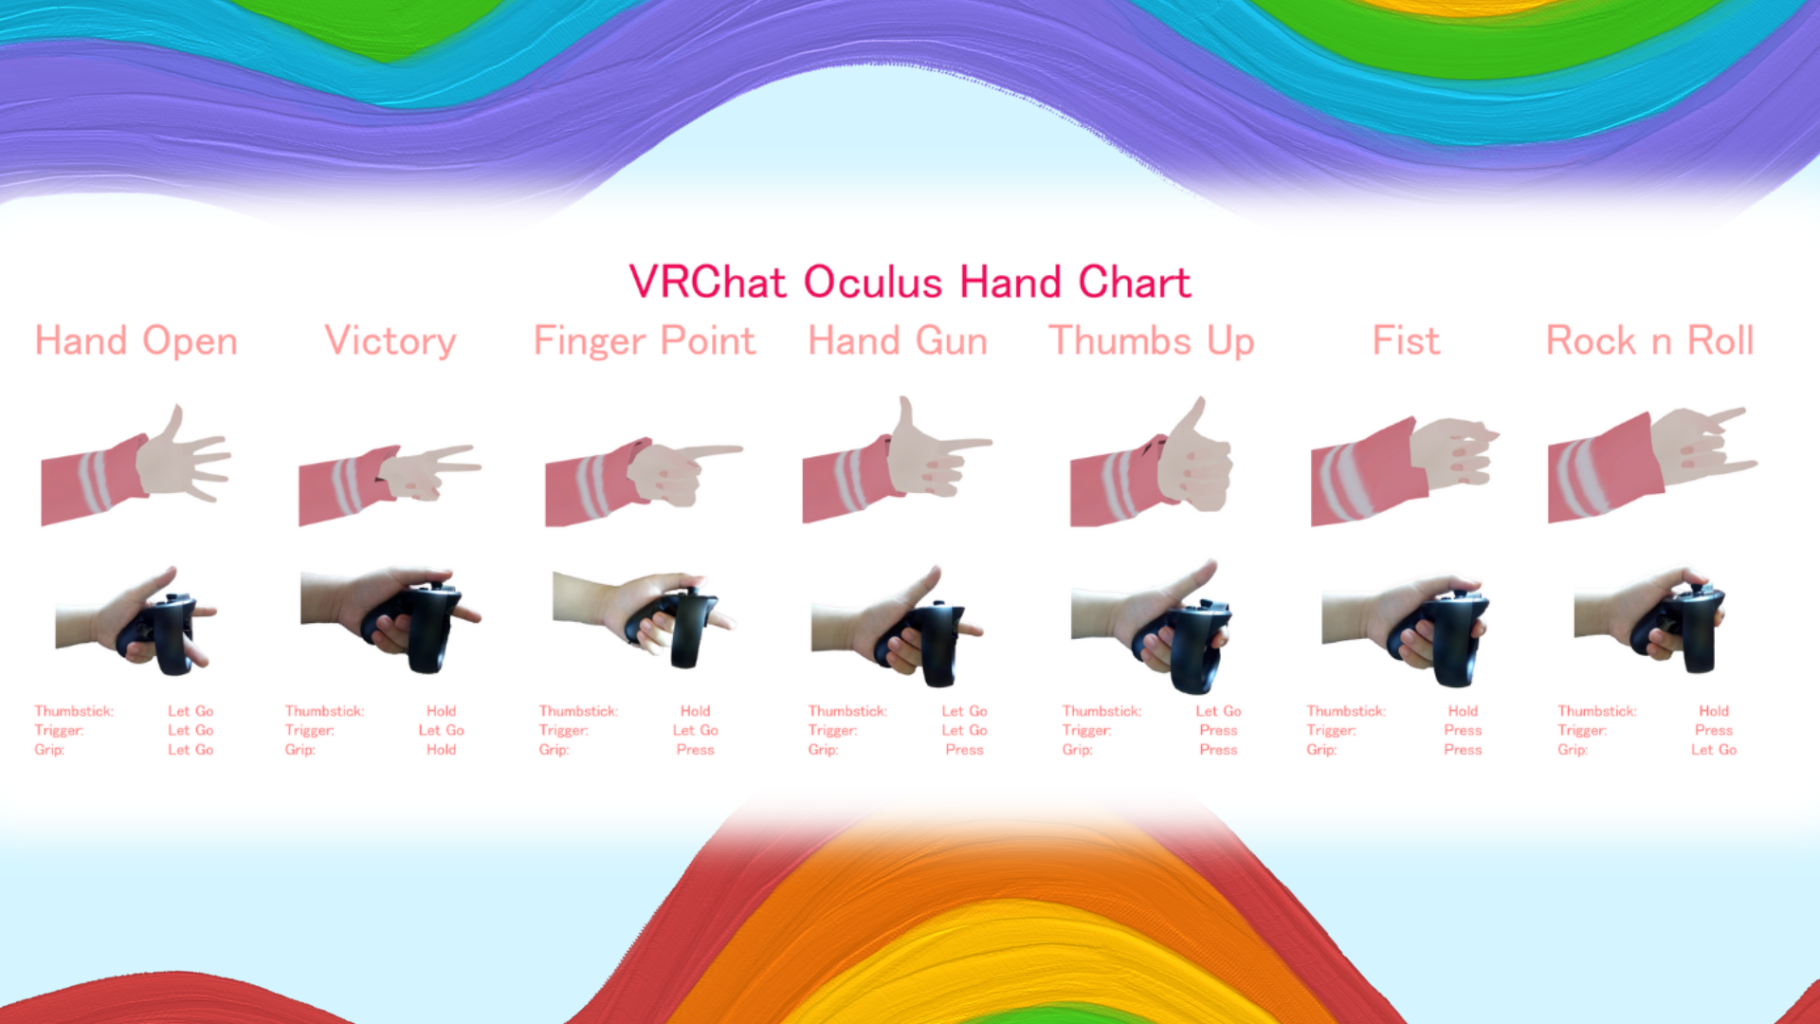 VRChat Oculus Hand Chart
Hand Open
Victory
Finger Point
Hand Gun
Thumbs Up
Fist
Rock n Roll
Thumbstick: Let Go
Trigger: Let Go
Grip: Let Go
Thumbstick: Hold
Trigger: Let Go
Grip: Hold
Thumbstick: Hold
Trigger: Let Go
Grip: Press
Thumbstick: Let Go
Trigger: Let Go
Grip: Press
Thumbstick: Let Go
Trigger: Press
Grip: Press
Thumbstick: Hold
Trigger: Press
Grip: Press
Thumbstick: Hold
Trigger: Press
Grip: Let Go